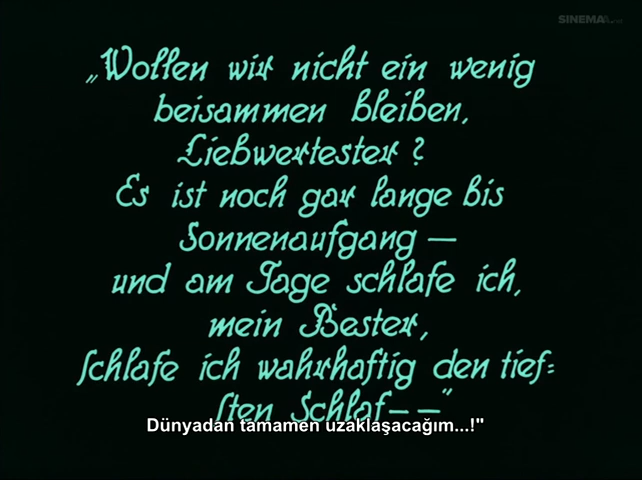 SINEMA
„Wollen wir nicht ein wenig
beisammen bleiben,
Liebwertester?
Es ist noch gar lange bis
Sonnenaufgang —
und am Tage schlafe ich,
mein Bester,
schlafe ich wahrhaftig den tief=
sten Schlaf — —"
Dünyadan tamamen uzaklaşacağım...!"